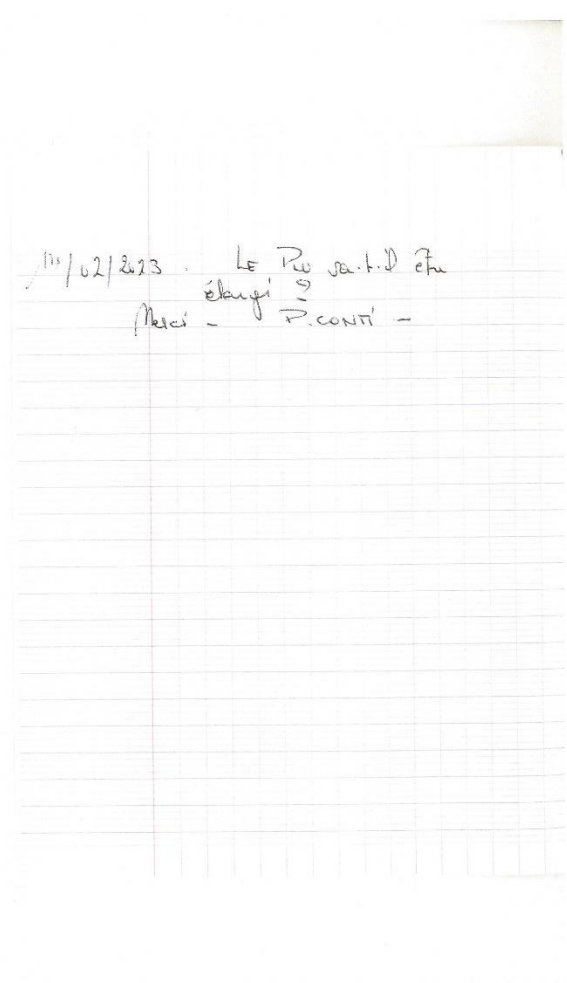 /02/2023. LE PLU va-t-il être
élargi ?
Merci - P. CONTI -